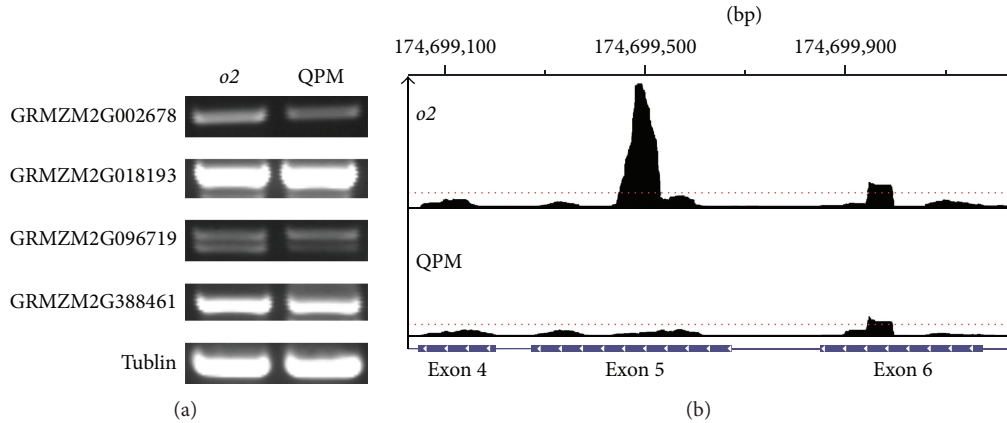 o2 QPM
GRMZM2G002678
GRMZM2G018193
GRMZM2G096719
GRMZM2G388461
Tublin
(a)
(bp)
174,699,100 174,699,500 174,699,900
o2
QPM
Exon 4 Exon 5 Exon 6
(b)